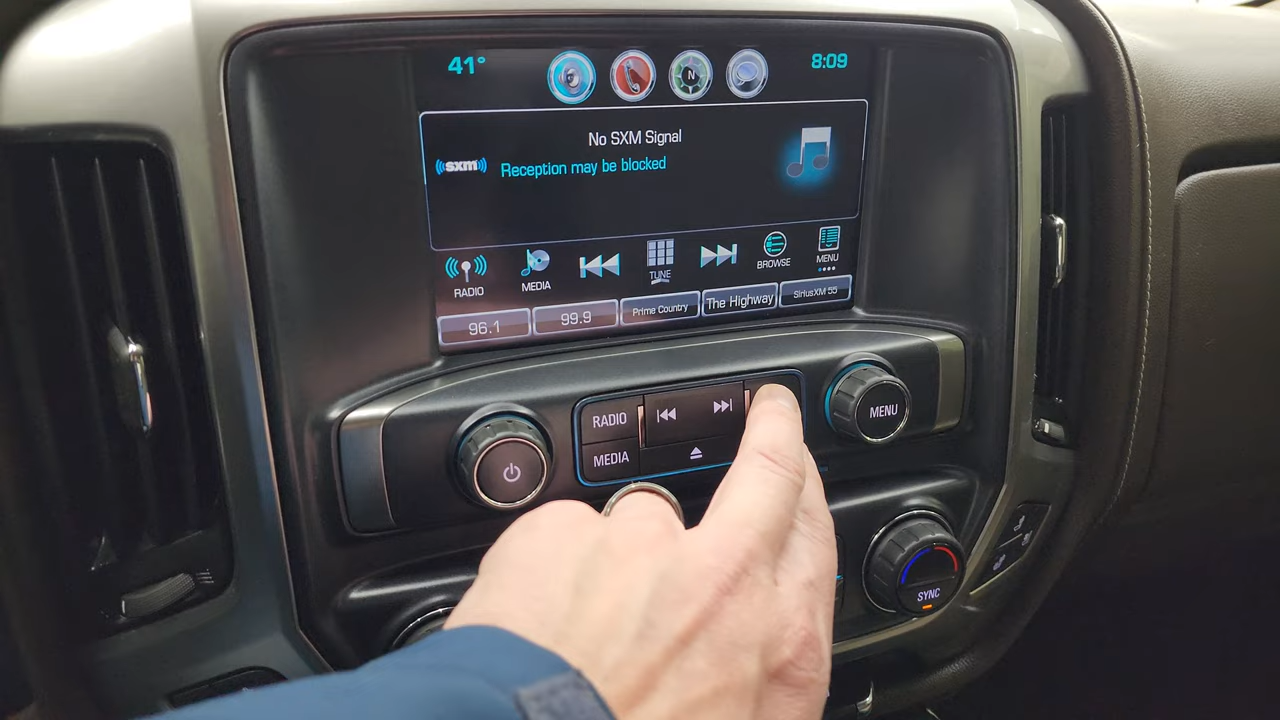 41°
N
8:09
No SXM Signal
((sxm))
Reception may be blocked
RADIO
MEDIA
TUNE
BROWSE
MENU
96.1
99.9
Prime Country
The Highway
SiriusXM 55
RADIO
MEDIA
MENU
SYNC